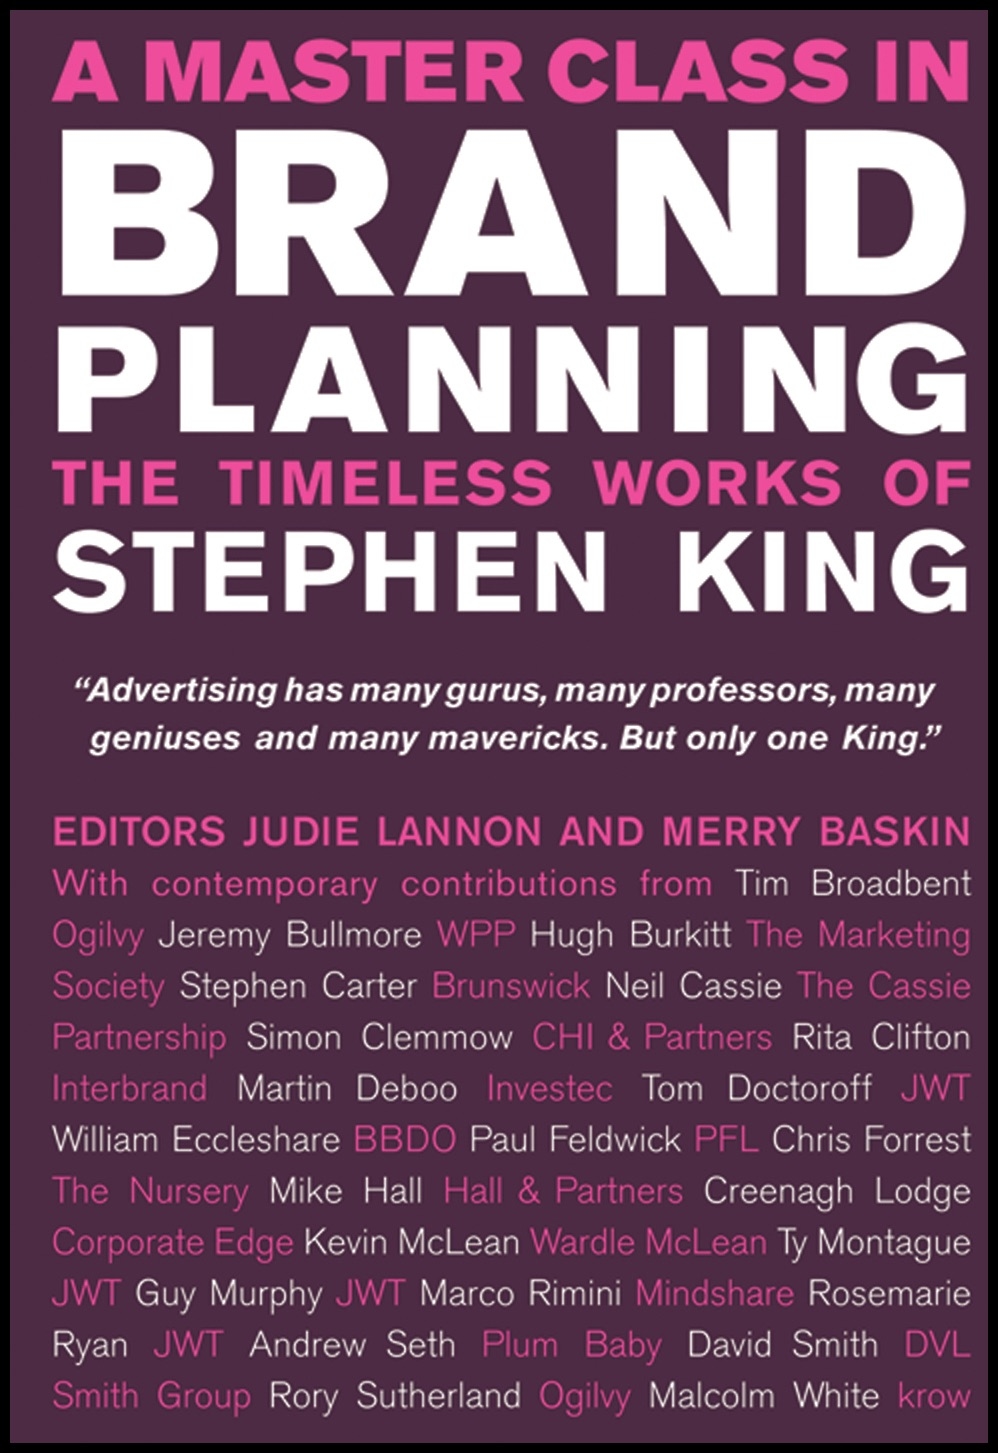 A MASTER CLASS IN
BRAND
PLANNING
THE TIMELESS WORKS OF
STEPHEN KING
“Advertising has many gurus, many professors, many
geniuses and many mavericks. But only one King.”
EDITORS JUDIE LANNON AND MERRY BASKIN
With contemporary contributions from Tim Broadbent
Ogilvy Jeremy Bullmore WPP Hugh Burkitt The Marketing
Society Stephen Carter Brunswick Neil Cassie The Cassie
Partnership Simon Clemmow CHI & Partners Rita Clifton
Interbrand Martin Deboo Investec Tom Doctoroff JWT
William Eccleshare BBDO Paul Feldwick PFL Chris Forrest
The Nursery Mike Hall Hall & Partners Creenagh Lodge
Corporate Edge Kevin McLean Wardle McLean Ty Montague
JWT Guy Murphy JWT Marco Rimini Mindshare Rosemarie
Ryan JWT Andrew Seth Plum Baby David Smith DVL
Smith Group Rory Sutherland Ogilvy Malcolm White krow